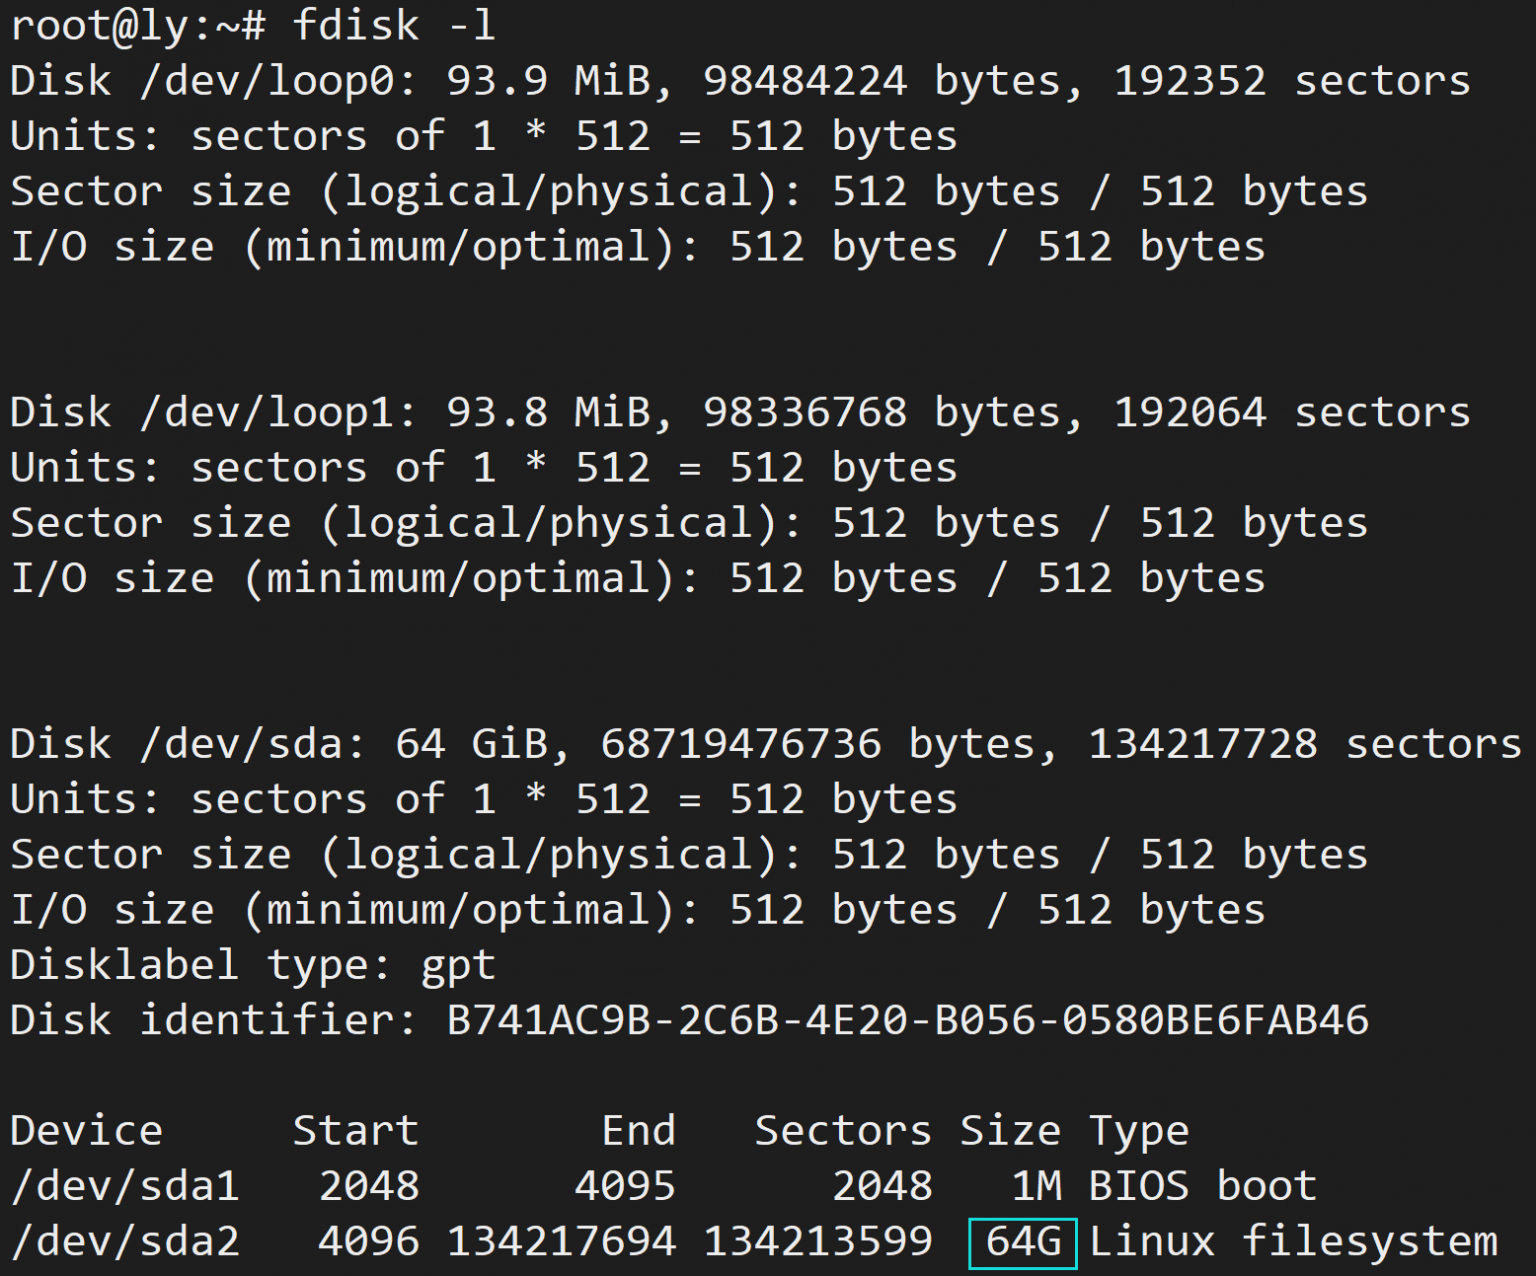 root@ly:~# fdisk -l
Disk /dev/loop0: 93.9 MiB, 98484224 bytes, 192352 sectors
Units: sectors of 1 * 512 = 512 bytes
Sector size (logical/physical): 512 bytes / 512 bytes
I/O size (minimum/optimal): 512 bytes / 512 bytes
Disk /dev/loop1: 93.8 MiB, 98336768 bytes, 192064 sectors
Units: sectors of 1 * 512 = 512 bytes
Sector size (logical/physical): 512 bytes / 512 bytes
I/O size (minimum/optimal): 512 bytes / 512 bytes
Disk /dev/sda: 64 GiB, 68719476736 bytes, 134217728 sectors
Units: sectors of 1 * 512 = 512 bytes
Sector size (logical/physical): 512 bytes / 512 bytes
I/O size (minimum/optimal): 512 bytes / 512 bytes
Disklabel type: gpt
Disk identifier: B741AC9B-2C6B-4E20-B056-0580BE6FAB46
Device Start End Sectors Size Type
/dev/sda1 2048 4095 2048 1M BIOS boot
/dev/sda2 4096 134217694 134213599 64G Linux filesystem